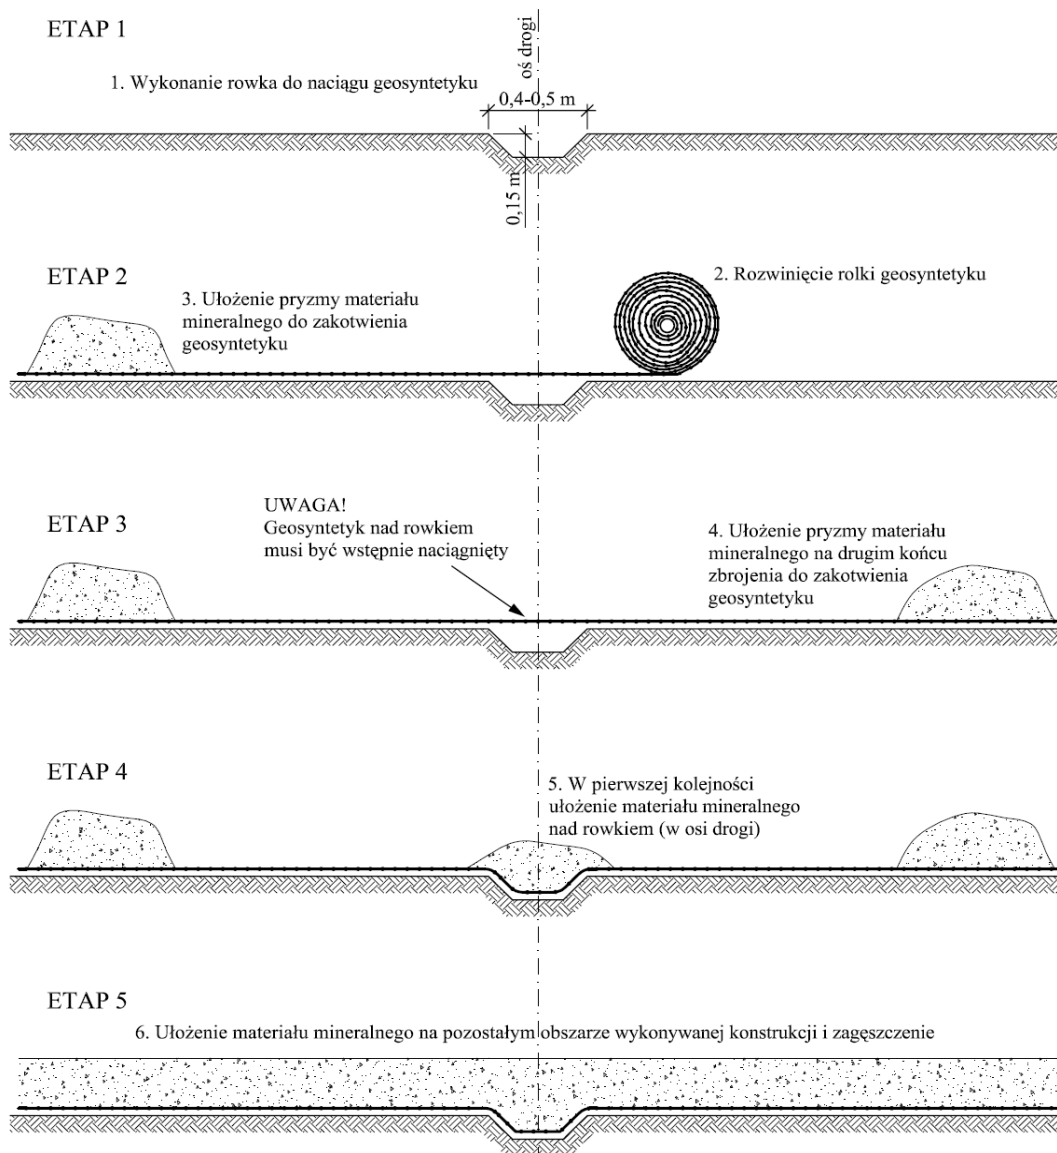 ETAP 1
oś drogi
1. Wykonanie rowka do naciągu geosyntetyku
0,4-0,5 m
0,15 m
ETAP 2
2. Rozwinięcie rolki geosyntetyku
3. Ułożenie pryzmy materiału
mineralnego do zakotwienia
geosyntetyku
ETAP 3
UWAGA!
Geosyntetyk nad rowkiem
musi być wstępnie naciągnięty
4. Ułożenie pryzmy materiału
mineralnego na drugim końcu
zbrojenia do zakotwienia
geosyntetyku
ETAP 4
5. W pierwszej kolejności
ułożenie materiału mineralnego
nad rowkiem (w osi drogi)
ETAP 5
6. Ułożenie materiału mineralnego na pozostałym obszarze wykonywanej konstrukcji i zagęszczenie